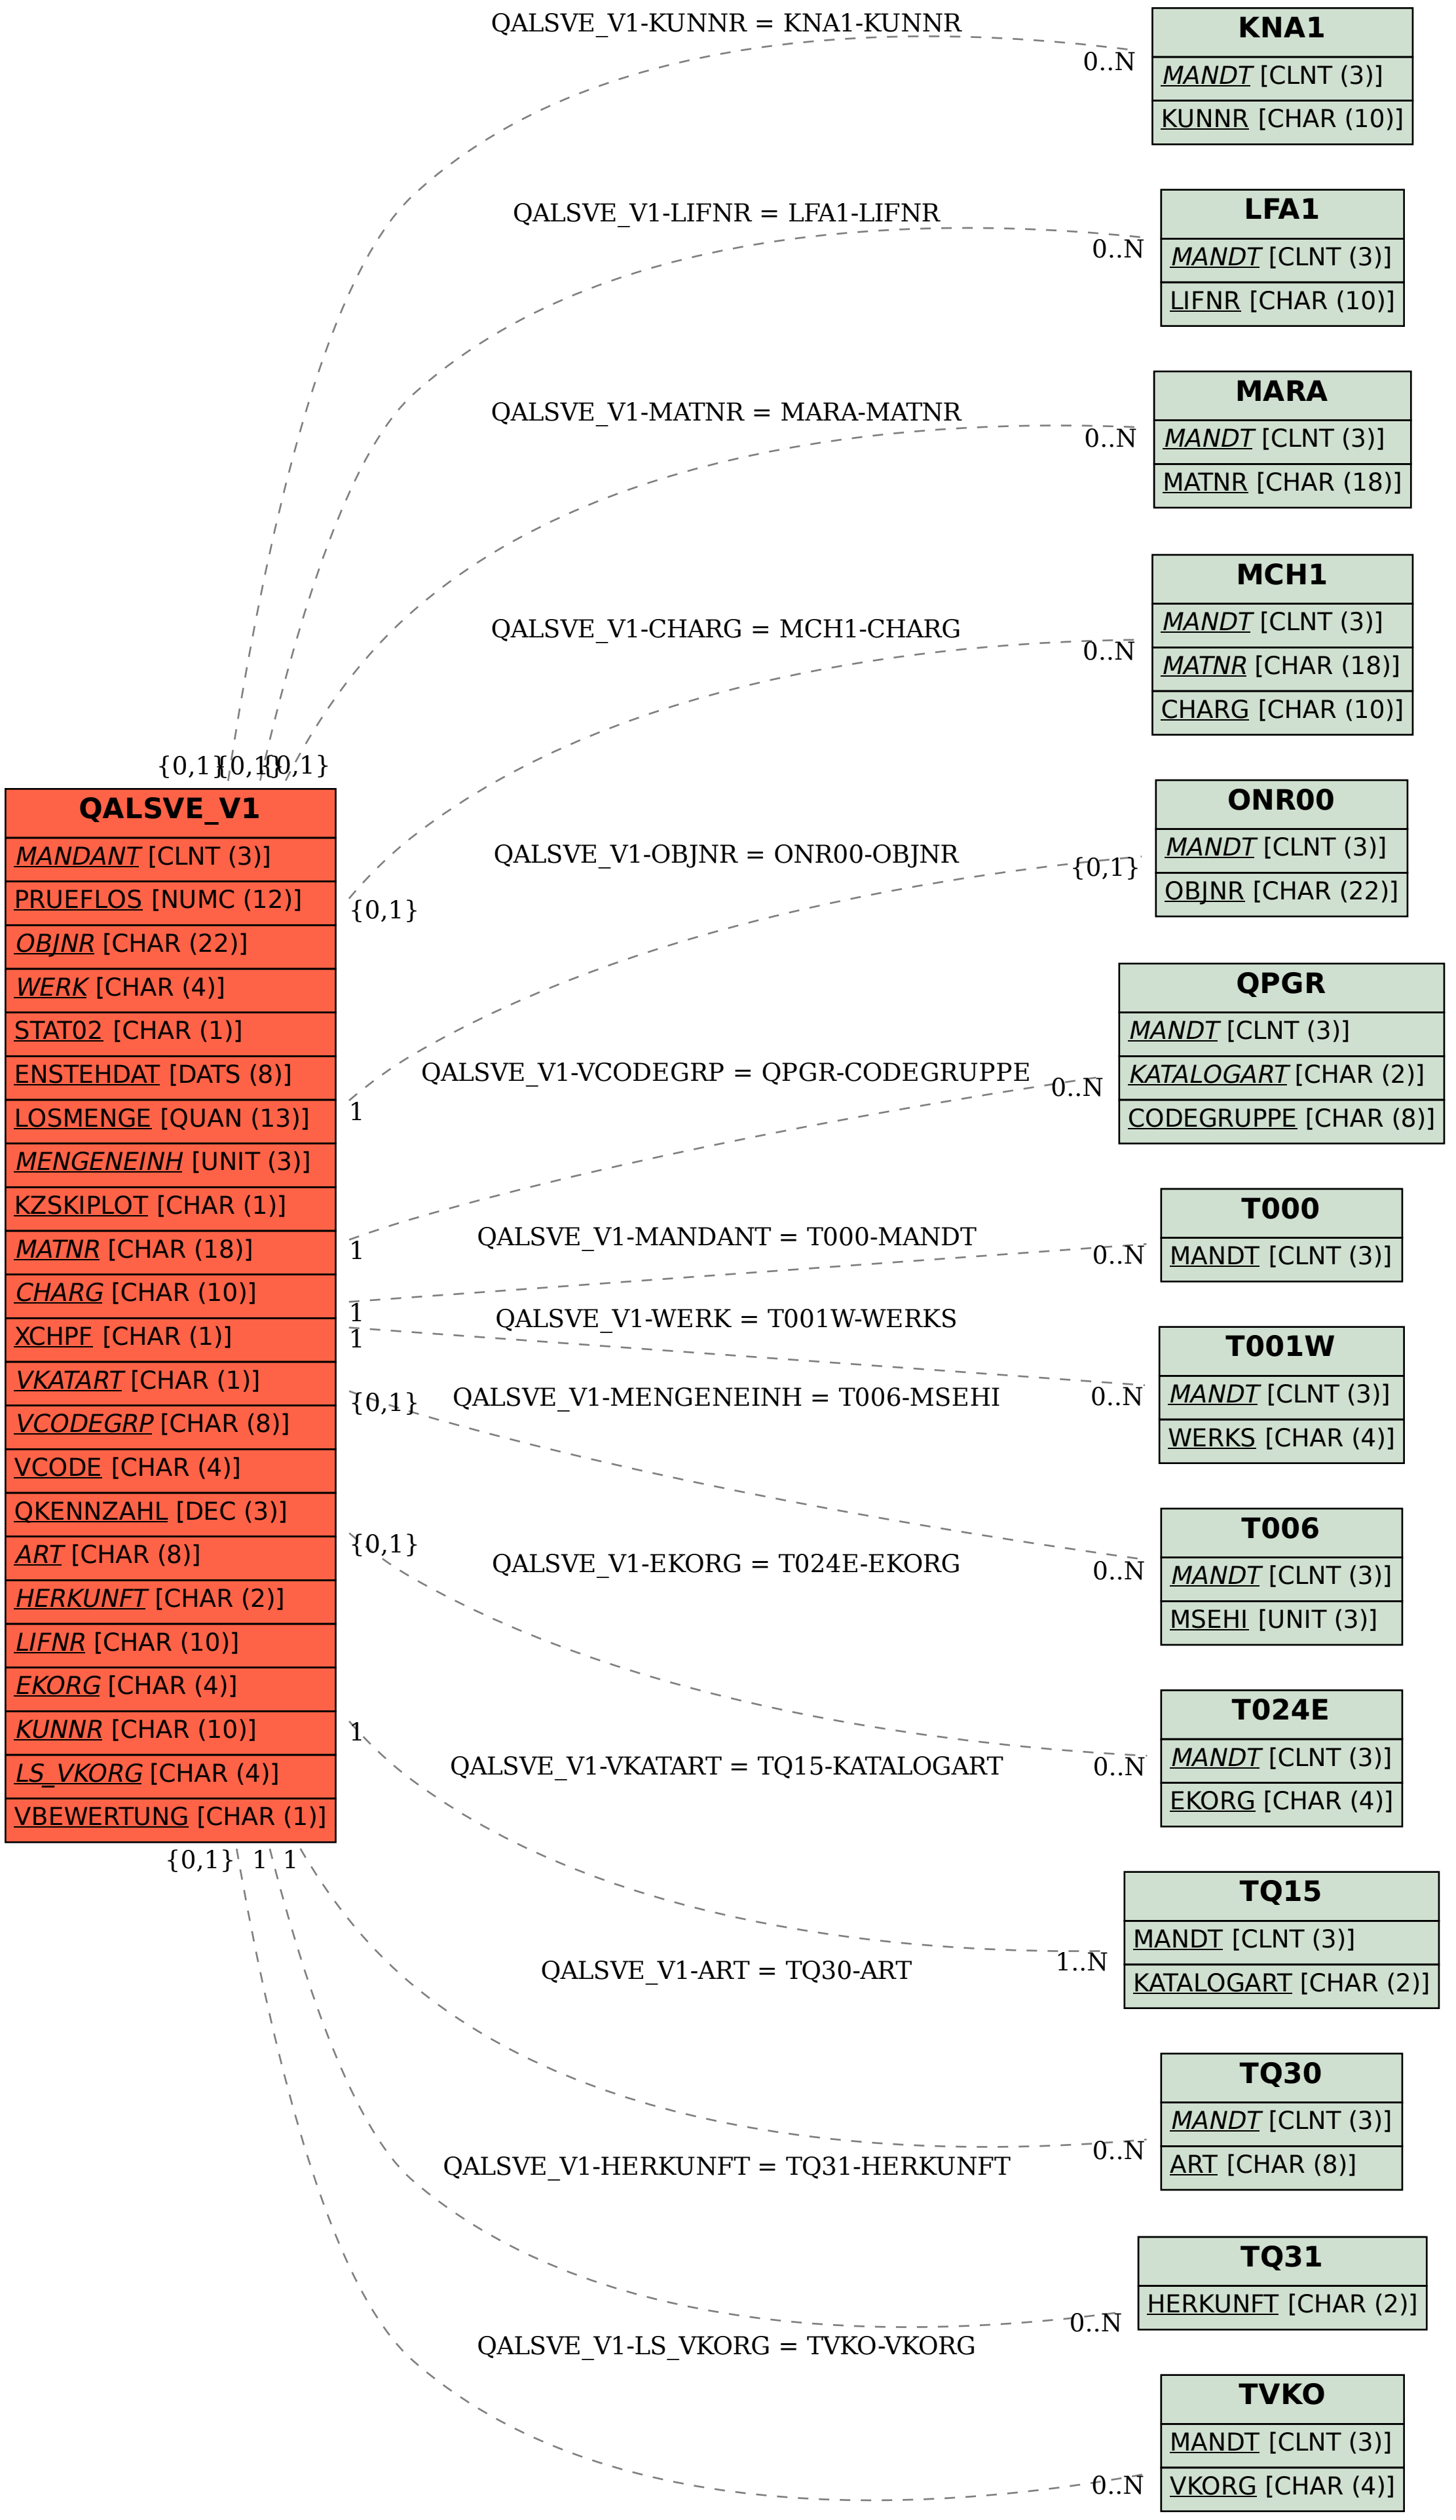 QALSVE_V1-KUNNR = KNA1-KUNNR
0..N
KNA1
MANDT [CLNT (3)]
KUNNR [CHAR (10)]
QALSVE_V1-LIFNR = LFA1-LIFNR
0..N
LFA1
MANDT [CLNT (3)]
LIFNR [CHAR (10)]
QALSVE_V1-MATNR = MARA-MATNR
0..N
MARA
MANDT [CLNT (3)]
MATNR [CHAR (18)]
QALSVE_V1-CHARG = MCH1-CHARG
0..N
MCH1
MANDT [CLNT (3)]
MATNR [CHAR (18)]
CHARG [CHAR (10)]
{0,1}
{0,1}
{0,1}
QALSVE_V1
MANDANT [CLNT (3)]
PRUEFLOS [NUMC (12)]
OBJNR [CHAR (22)]
WERK [CHAR (4)]
STAT02 [CHAR (1)]
ENSTEHDAT [DATS (8)]
LOSMENGE [QUAN (13)]
MENGENEINH [UNIT (3)]
KZSKIPLOT [CHAR (1)]
MATNR [CHAR (18)]
CHARG [CHAR (10)]
XCHPF [CHAR (1)]
VKATART [CHAR (1)]
VCODEGRP [CHAR (8)]
VCODE [CHAR (4)]
QKENNZAHL [DEC (3)]
ART [CHAR (8)]
HERKUNFT [CHAR (2)]
LIFNR [CHAR (10)]
EKORG [CHAR (4)]
KUNNR [CHAR (10)]
LS_VKORG [CHAR (4)]
VBEWERTUNG [CHAR (1)]
{0,1}
QALSVE_V1-OBJNR = ONR00-OBJNR
{0,1}
1
ONR00
MANDT [CLNT (3)]
OBJNR [CHAR (22)]
QALSVE_V1-VCODEGRP = QPGR-CODEGRUPPE
0..N
1
QPGR
MANDT [CLNT (3)]
KATALOGART [CHAR (2)]
CODEGRUPPE [CHAR (8)]
QALSVE_V1-MANDANT = T000-MANDT
0..N
1
T000
MANDT [CLNT (3)]
QALSVE_V1-WERK = T001W-WERKS
1
0..N
T001W
MANDT [CLNT (3)]
WERKS [CHAR (4)]
{0,1}
QALSVE_V1-MENGENEINH = T006-MSEHI
0..N
T006
MANDT [CLNT (3)]
MSEHI [UNIT (3)]
{0,1}
QALSVE_V1-EKORG = T024E-EKORG
0..N
T024E
MANDT [CLNT (3)]
EKORG [CHAR (4)]
1
QALSVE_V1-VKATART = TQ15-KATALOGART
1..N
TQ15
MANDT [CLNT (3)]
KATALOGART [CHAR (2)]
{0,1}
1
1
QALSVE_V1-ART = TQ30-ART
0..N
TQ30
MANDT [CLNT (3)]
ART [CHAR (8)]
QALSVE_V1-HERKUNFT = TQ31-HERKUNFT
0..N
TQ31
HERKUNFT [CHAR (2)]
QALSVE_V1-LS_VKORG = TVKO-VKORG
0..N
TVKO
MANDT [CLNT (3)]
VKORG [CHAR (4)]